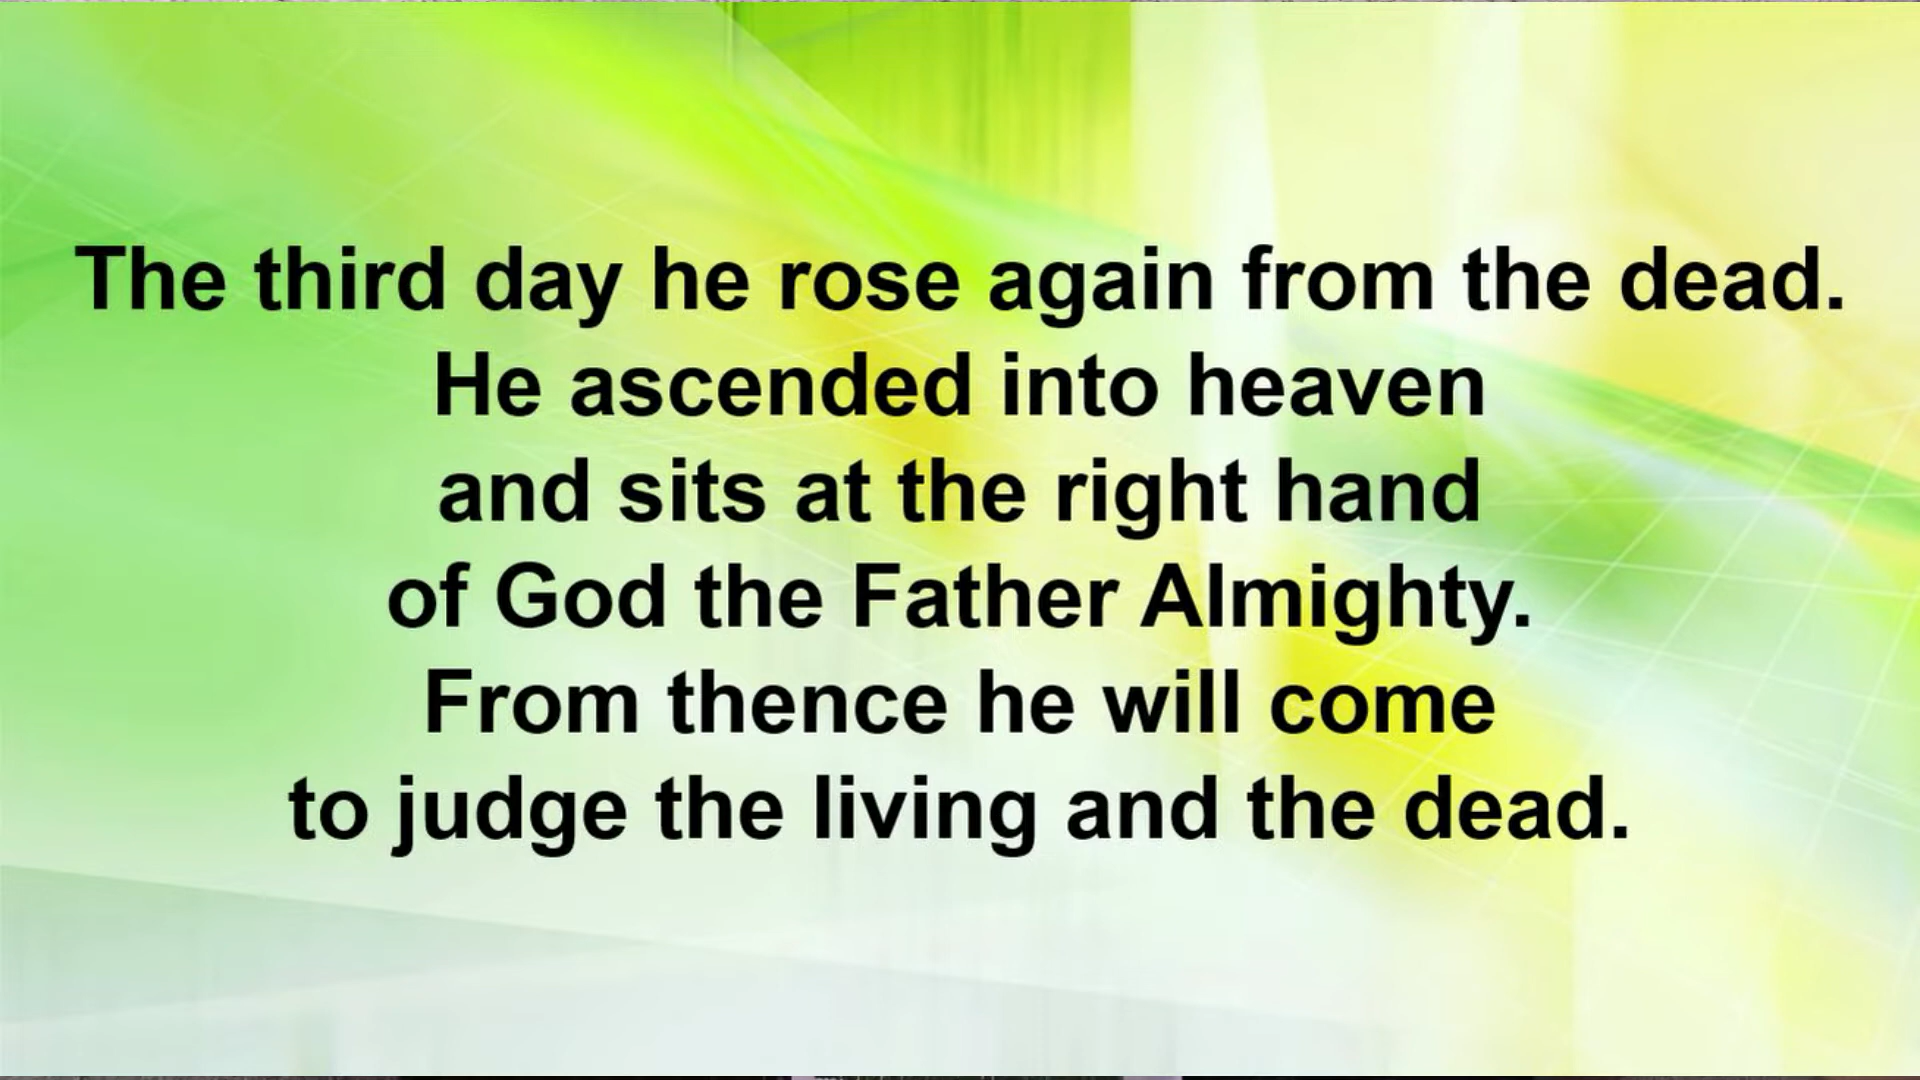 The third day he rose again from the dead.
He ascended into heaven
and sits at the right hand
of God the Father Almighty.
From thence he will come
to judge the living and the dead.